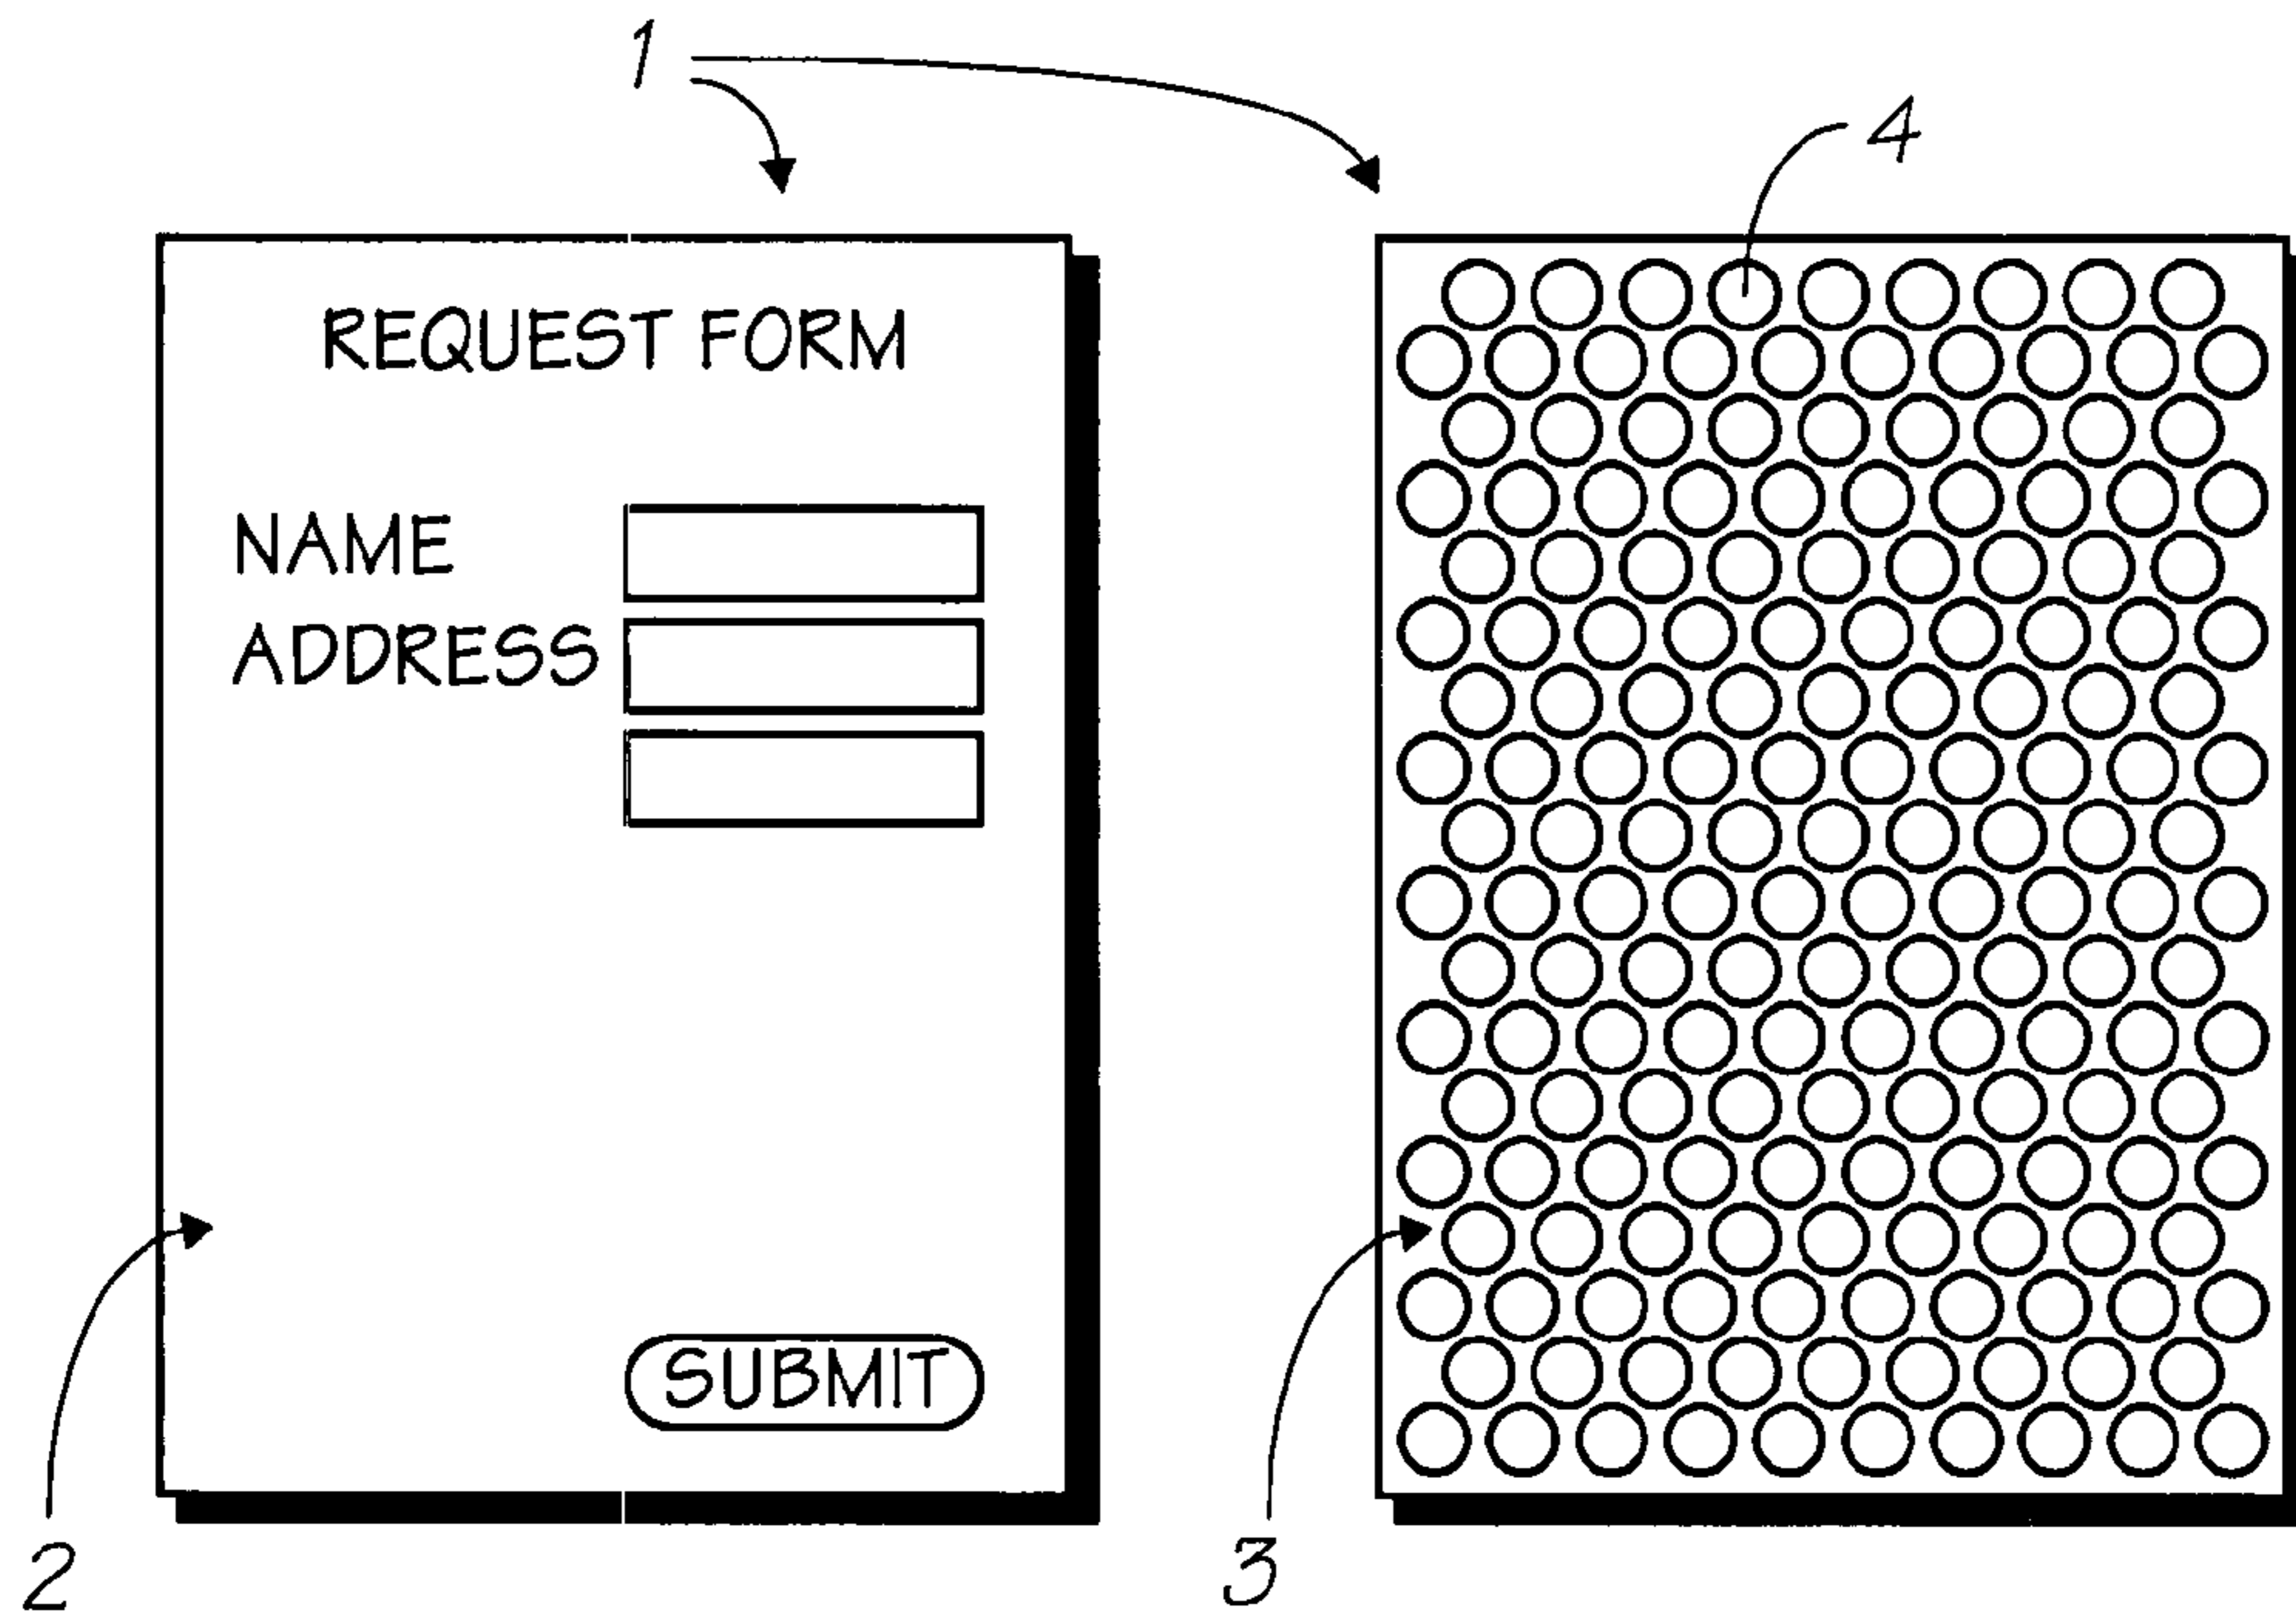 1
4
REQUEST FORM
NAME
ADDRESS
SUBMIT
2
3